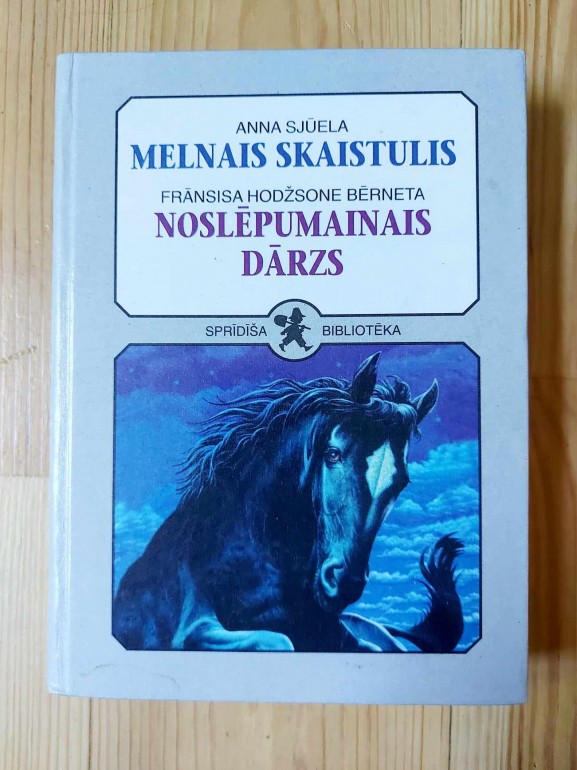 ANNA SJŪELA
MELNAIS SKAISTULIS
FRĀNSISA HODŽSONE BĒRNETA
NOSLĒPUMAINAIS
DĀRZS
SPRĪDĪŠA BIBLIOTĒKA